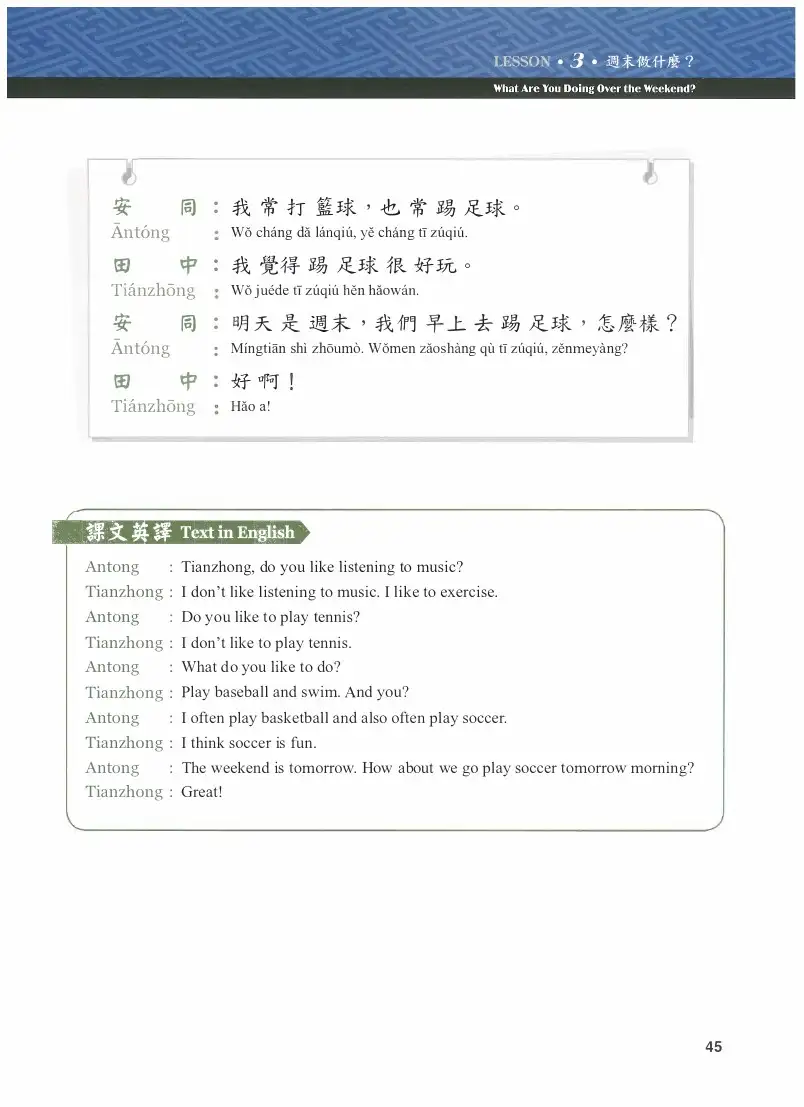 LESSON • 3 • 週末做什麼？
What Are You Doing Over the Weekend?
安同：我常打籃球，也常踢足球。
Āntóng : Wǒ cháng dǎ lánqiú, yě cháng tī zúqiú.
田中：我覺得踢足球很好玩。
Tiánzhōng : Wǒ juéde tī zúqiú hěn hǎowán.
安同：明天是週末，我們早上去踢足球，怎麼樣？
Āntóng : Míngtiān shì zhōumò. Wǒmen zǎoshàng qù tī zúqiú, zěnmeyàng?
田中：好啊！
Tiánzhōng : Hǎo a!
課文英譯 Text in English
Antong : Tianzhong, do you like listening to music?
Tianzhong : I don't like listening to music. I like to exercise.
Antong : Do you like to play tennis?
Tianzhong : I don't like to play tennis.
Antong : What do you like to do?
Tianzhong : Play baseball and swim. And you?
Antong : I often play basketball and also often play soccer.
Tianzhong : I think soccer is fun.
Antong : The weekend is tomorrow. How about we go play soccer tomorrow morning?
Tianzhong : Great!
45